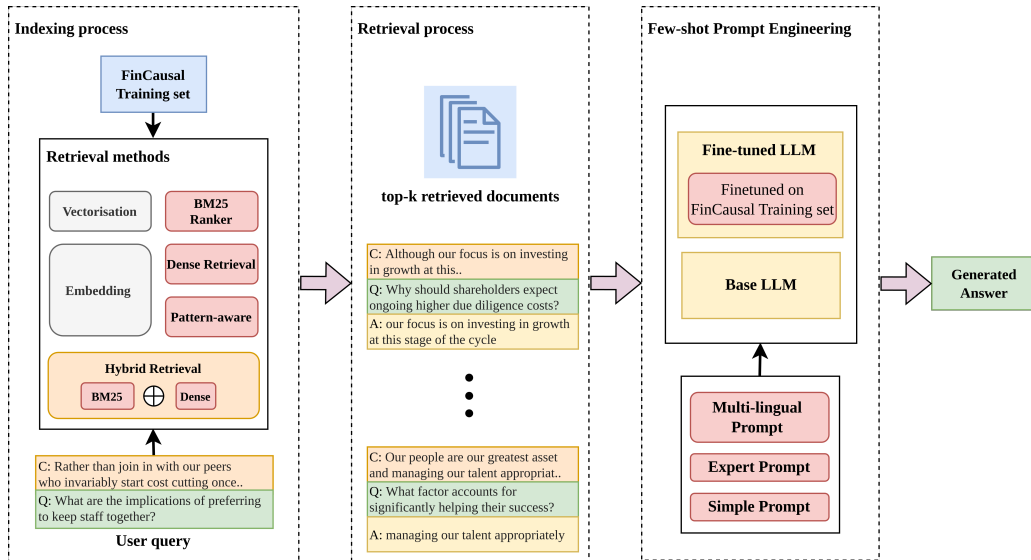 Indexing process
FinCausal
Training set
Retrieval methods
Vectorisation
BM25
Ranker
Embedding
Dense Retrieval
Pattern-aware
Hybrid Retrieval
BM25
Dense
C: Rather than join in with our peers
who invariably start cost cutting once..
Q: What are the implications of preferring
to keep staff together?
User query
Retrieval process
top-k retrieved documents
C: Although our focus is on investing
in growth at this..
Q: Why should shareholders expect
ongoing higher due diligence costs?
A: our focus is on investing in growth
at this stage of the cycle
C: Our people are our greatest asset
and managing our talent appropriat..
Q: What factor accounts for
significantly helping their success?
A: managing our talent appropriately
Few-shot Prompt Engineering
Fine-tuned LLM
Finetuned on
FinCausal Training set
Base LLM
Multi-lingual
Prompt
Expert Prompt
Simple Prompt
Generated
Answer